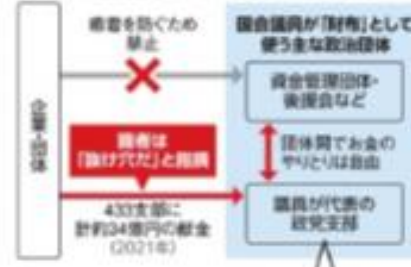 癒着を防ぐため
禁止
国会議員が「財布」として
使う主な政治団体
資金管理団体・
後援会など
企業・団体
識者は
「抜け穴だ」と指摘
団体間でお金の
やりとりは自由
433支部に
計約34億円の献金
(2021年)
議員が代表の
政党支部